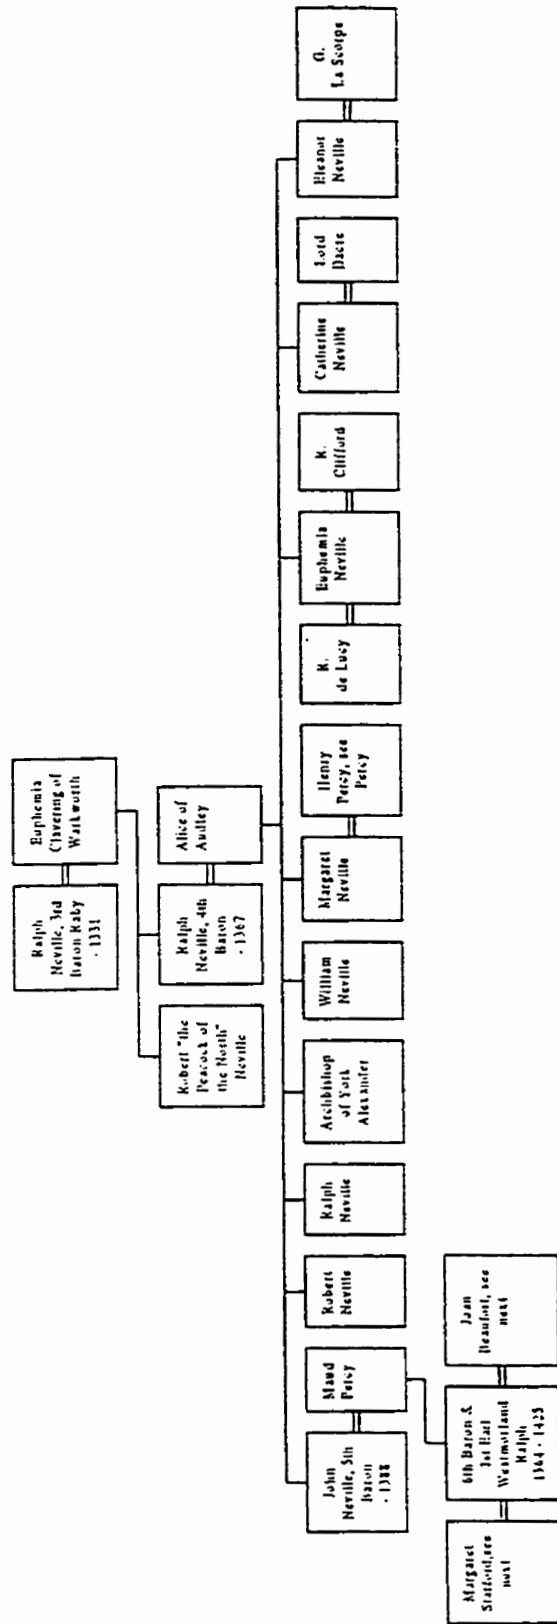 Ralph
Neville, 3rd
Baron Raby
- 1331
Euphemia
Clavering of
Warkworth
Robert "the
Peacock of
the North"
Neville
Ralph
Neville, 4th
Baron
- 1367
Alice of
Audley
John
Neville, 5th
Baron
- 1388
Maud
Percy
Robert
Neville
Ralph
Neville
Archbishop
of York
Alexander
William
Neville
Margaret
Neville
Henry
Percy, see
Percy
R.
de Lucy
Euphemia
Neville
R.
Clifford
Catherine
Neville
Lord
Dacre
Eleanor
Neville
G.
La Scorpe
Margaret
Stafford, see
next
6th Baron &
1st Earl
Westmorland
Ralph
1364 - 1425
Joan
Beaufort, see
next